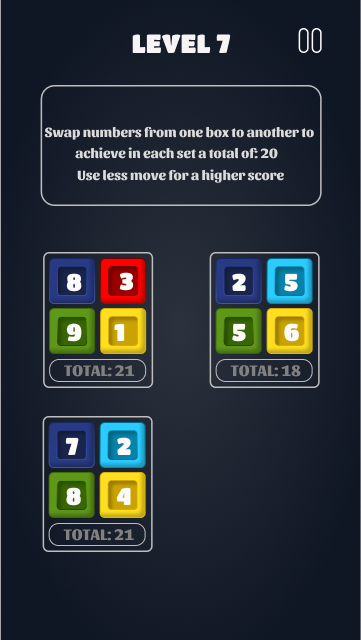 LEVEL 7
Swap numbers from one box to another to
achieve in each set a total of: 20
Use less move for a higher score
8 3
9 1
TOTAL: 21
2 5
5 6
TOTAL: 18
7 2
8 4
TOTAL: 21